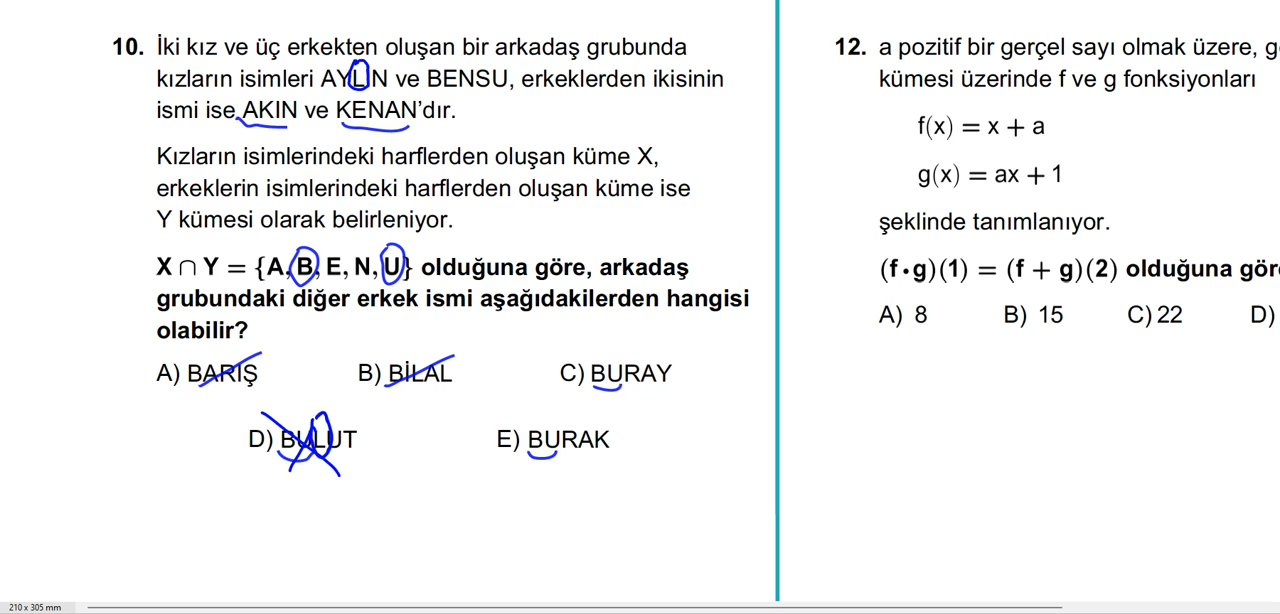 10. İki kız ve üç erkekten oluşan bir arkadaş grubunda
kızların isimleri AYLİN ve BENSU, erkeklerden ikisinin
ismi ise AKIN ve KENAN'dır.
Kızların isimlerindeki harflerden oluşan küme X,
erkeklerin isimlerindeki harflerden oluşan küme ise
Y kümesi olarak belirleniyor.
X ∩ Y = {A, B, E, N, U} olduğuna göre, arkadaş
grubundaki diğer erkek ismi aşağıdakilerden hangisi
olabilir?
A) BARIŞ B) BİLAL C) BURAY
D) BULUT E) BURAK
12. a pozitif bir gerçel sayı olmak üzere,
kümesi üzerinde f ve g fonksiyonları
f(x) = x + a
g(x) = ax + 1
şeklinde tanımlanıyor.
(f·g)(1) = (f + g)(2) olduğuna
A) 8 B) 15 C) 22 D)
210 x 305 mm